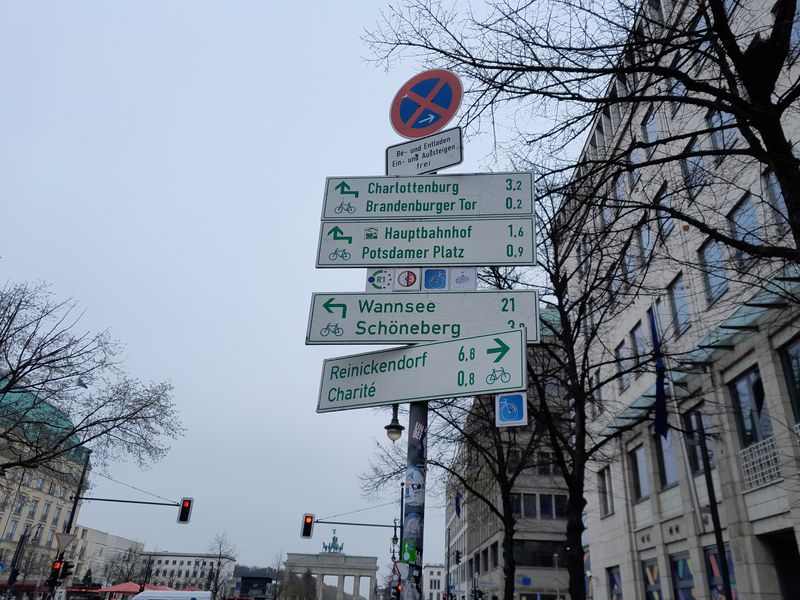 Be- und Entladen
Ein- und Aussteigen
frei
Charlottenburg 3,2
Brandenburger Tor 0,2
Hauptbahnhof 1,6
Potsdamer Platz 0,9
R1
Wannsee 21
Schöneberg
Reinickendorf 6,8
Charité 0,8